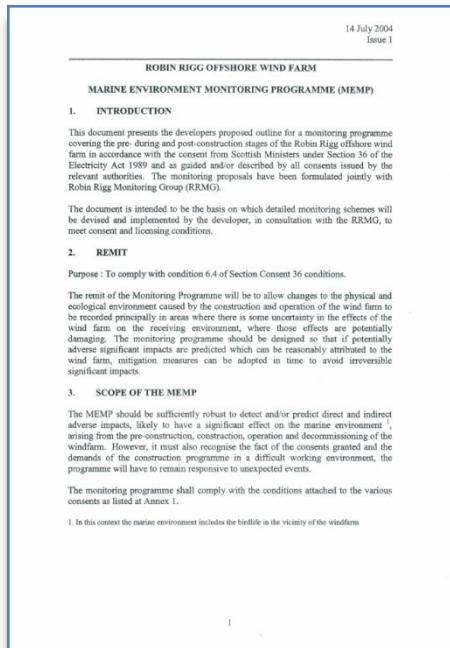 14 July 2004
Issue 1
ROBIN RIGG OFFSHORE WIND FARM
MARINE ENVIRONMENT MONITORING PROGRAMME (MEMP)
1. INTRODUCTION
This document presents the developers proposed outline for a monitoring programme
covering the pre- during and post-construction stages of the Robin Rigg offshore wind
farm in accordance with the consent from Scottish Ministers under Section 36 of the
Electricity Act 1989 and as guided and/or described by all consents issued by the
relevant authorities. The monitoring proposals have been formulated jointly with
Robin Rigg Monitoring Group (RRMG).
The document is intended to be the basis on which detailed monitoring schemes will
be devised and implemented by the developer, in consultation with the RRMG, to
meet consent and licensing conditions.
2. REMIT
Purpose : To comply with condition 6.4 of Section Consent 36 conditions.
The remit of the Monitoring Programme will be to allow changes to the physical and
ecological environment caused by the construction and operation of the wind farm to
be recorded principally in areas where there is some uncertainty in the effects of the
wind farm on the receiving environment, where those effects are potentially
damaging. The monitoring programme should be designed so that if potentially
adverse significant impacts are predicted which can be reasonably attributed to the
wind farm, mitigation measures can be adopted in time to avoid irreversible
significant impacts.
3. SCOPE OF THE MEMP
The MEMP should be sufficiently robust to detect and/or predict direct and indirect
adverse impacts, likely to have a significant effect on the marine environment 1,
arising from the pre-construction, construction, operation and decommissioning of the
windfarm. However, it must also recognise the fact of the consents granted and the
demands of the construction programme in a difficult working environment, the
programme will have to remain responsive to unexpected events.
The monitoring programme shall comply with the conditions attached to the various
consents as listed at Annex 1.
1. In this context the marine environment includes the birdlife in the vicinity of the windfarm
1